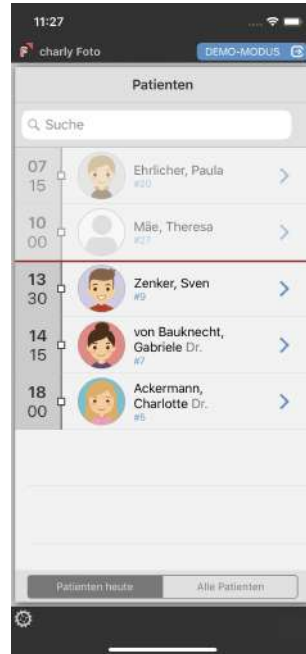 11:27
charly Foto
DEMO-MODUS
Patienten
Suche
07
15
Ehrlicher, Paula
#20
10
00
Mäe, Theresa
#27
13
30
Zenker, Sven
#9
14
15
von Bauknecht,
Gabriele Dr.
#7
18
00
Ackermann,
Charlotte Dr.
#5
Patienten heute
Alle Patienten